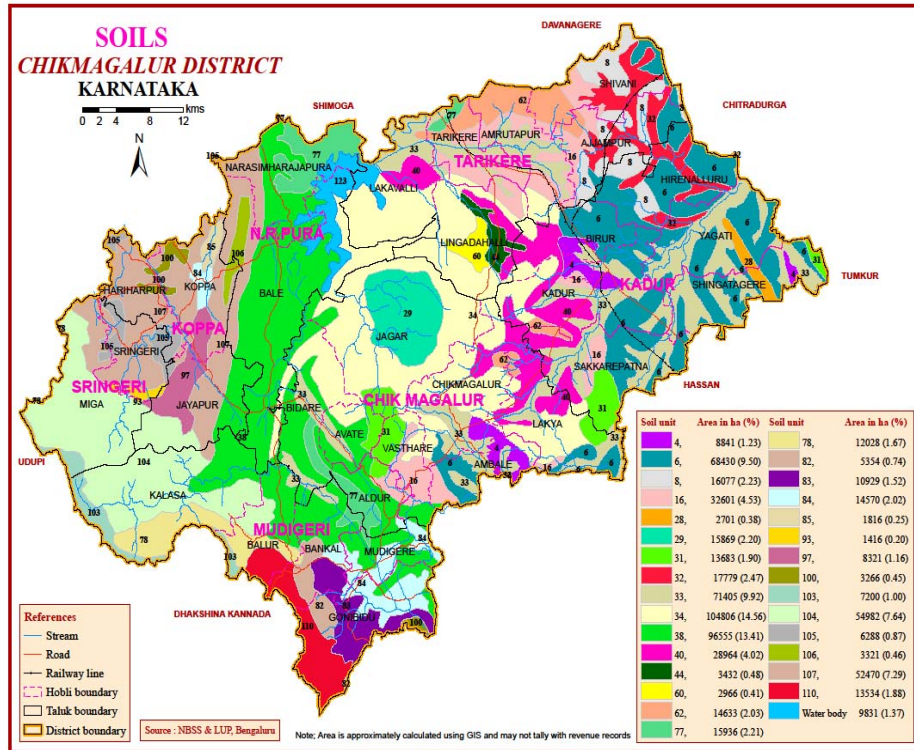 SOILS
CHIKMAGALUR DISTRICT
KARNATAKA
kms
0 2 4 8 12
N
DAVANAGERE
SHIMOGA
CHITRADURGA
TUMKUR
HASSAN
UDUPI
DHAKSHINA KANNADA
SHIVANI
TARIKERE
AMRUTAPUR
AJJAMPUR
TARIKERE
NARASIMHARAJAPURA
LAKAVALLI
HIRENALLURU
N.R.PURA
LINGADAHALLI
BIRUR
YAGATI
KOPPA
HARIHARPUR
BALE
KADUR
KADUR
SHINGATAGERE
KOPPA
JAGAR
SRINGERI
SRINGERI
MIGA
JAYAPUR
CHIKMAGALUR
SAKKAREPATNA
BIDARE
CHIK MAGALUR
AVATE
LAKYA
VASTHARE
AMBALE
KALASA
ALDUR
MUDIGERI
BALUR
BANKAL
MUDIGERE
GONIBIDU
Soil unit Area in ha (%) Soil unit Area in ha (%)
4, 8841 (1.23) 78, 12028 (1.67)
6, 68430 (9.50) 82, 5354 (0.74)
8, 16077 (2.23) 83, 10929 (1.52)
16, 32601 (4.53) 84, 14570 (2.02)
28, 2701 (0.38) 85, 1816 (0.25)
29, 15869 (2.20) 93, 1416 (0.20)
31, 13683 (1.90) 97, 8321 (1.16)
32, 17779 (2.47) 100, 3266 (0.45)
33, 71405 (9.92) 103, 7200 (1.00)
34, 104806 (14.56) 104, 54982 (7.64)
38, 96555 (13.41) 105, 6288 (0.87)
40, 28964 (4.02) 106, 3321 (0.46)
44, 3432 (0.48) 107, 52470 (7.29)
60, 2966 (0.41) 110, 13534 (1.88)
62, 14633 (2.03) Water body 9831 (1.37)
77, 15936 (2.21)
References
Stream
Road
Railway line
Hobli boundary
Taluk boundary
District boundary
Source : NBSS & LUP, Bengaluru
Note; Area is approximately calculated using GIS and may not tally with revenue records